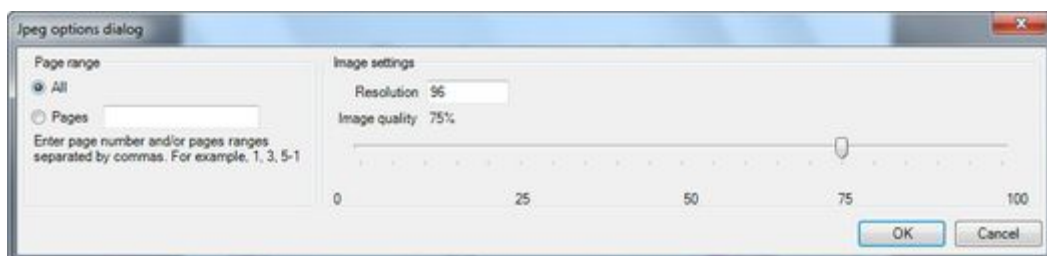 Jpeg options dialog
Page range
All
Pages
Enter page number and/or pages ranges
separated by commas. For example, 1, 3, 5-1
Image settings
Resolution 96
Image quality 75%
0 25 50 75 100
OK Cancel